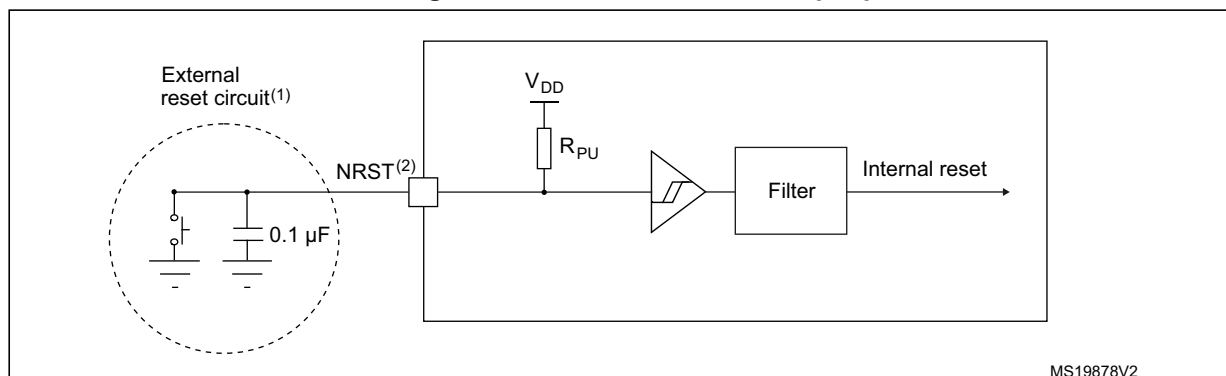 External
reset circuit(1)
VDD
RPU
NRST(2)
Filter
Internal reset
0.1 µF
MS19878V2